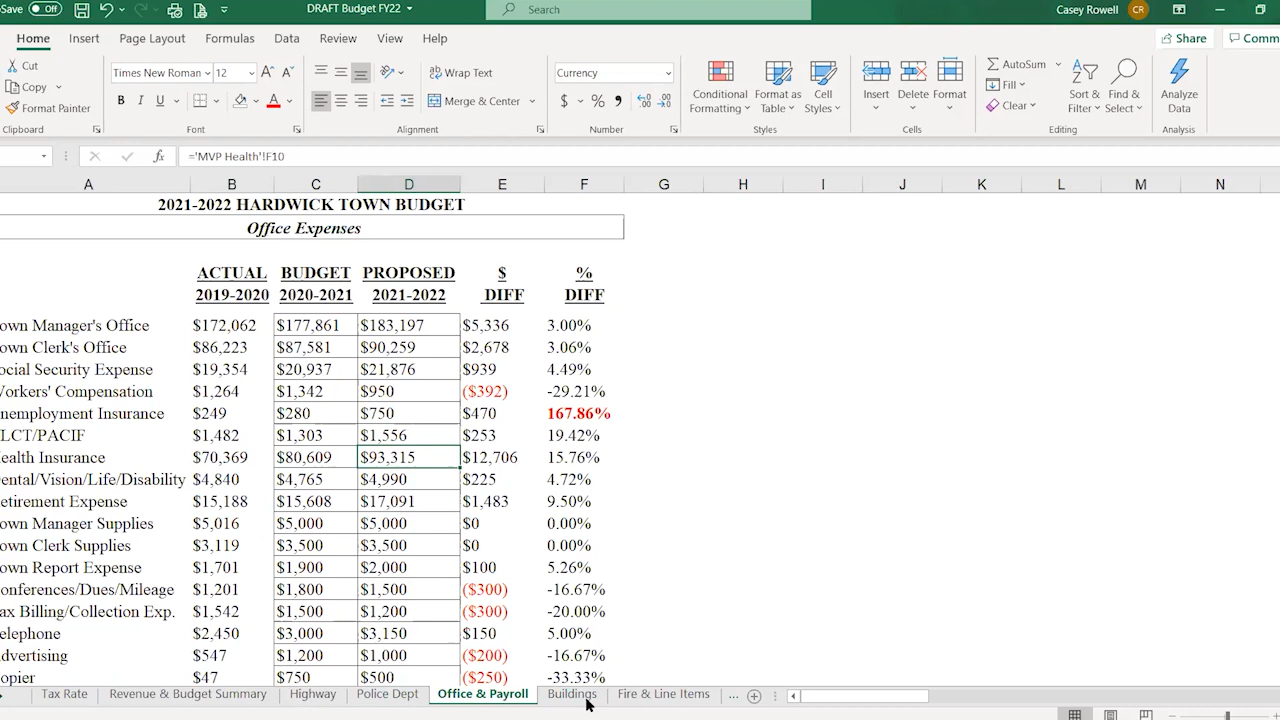 Save Off DRAFT Budget FY22 Search Casey Rowell CR
Home Insert Page Layout Formulas Data Review View Help Share Comm
Cut Copy Format Painter Clipboard
Times New Roman 12 B I U Font
Wrap Text Merge & Center Alignment
Currency $ % 9 Number
Conditional Formatting Format as Table Cell Styles Styles
Insert Delete Format Cells
AutoSum Fill Clear Sort & Filter Find & Select Editing
Analyze Data Analysis
fx ='MVP Health'!F10
A B C D E F G H I J K L M N
2021-2022 HARDWICK TOWN BUDGET
Office Expenses
ACTUAL BUDGET PROPOSED $ %
2019-2020 2020-2021 2021-2022 DIFF DIFF
own Manager's Office $172,062 $177,861 $183,197 $5,336 3.00%
own Clerk's Office $86,223 $87,581 $90,259 $2,678 3.06%
ocial Security Expense $19,354 $20,937 $21,876 $939 4.49%
Vorkers' Compensation $1,264 $1,342 $950 ($392) -29.21%
nemployment Insurance $249 $280 $750 $470 167.86%
LCT/PACIF $1,482 $1,303 $1,556 $253 19.42%
ealth Insurance $70,369 $80,609 $93,315 $12,706 15.76%
ental/Vision/Life/Disability $4,840 $4,765 $4,990 $225 4.72%
etirement Expense $15,188 $15,608 $17,091 $1,483 9.50%
own Manager Supplies $5,016 $5,000 $5,000 $0 0.00%
own Clerk Supplies $3,119 $3,500 $3,500 $0 0.00%
own Report Expense $1,701 $1,900 $2,000 $100 5.26%
onferences/Dues/Mileage $1,201 $1,800 $1,500 ($300) -16.67%
ax Billing/Collection Exp. $1,542 $1,500 $1,200 ($300) -20.00%
elephone $2,450 $3,000 $3,150 $150 5.00%
dvertising $547 $1,200 $1,000 ($200) -16.67%
opier $47 $750 $500 ($250) -33.33%
Tax Rate Revenue & Budget Summary Highway Police Dept Office & Payroll Buildings Fire & Line Items ...